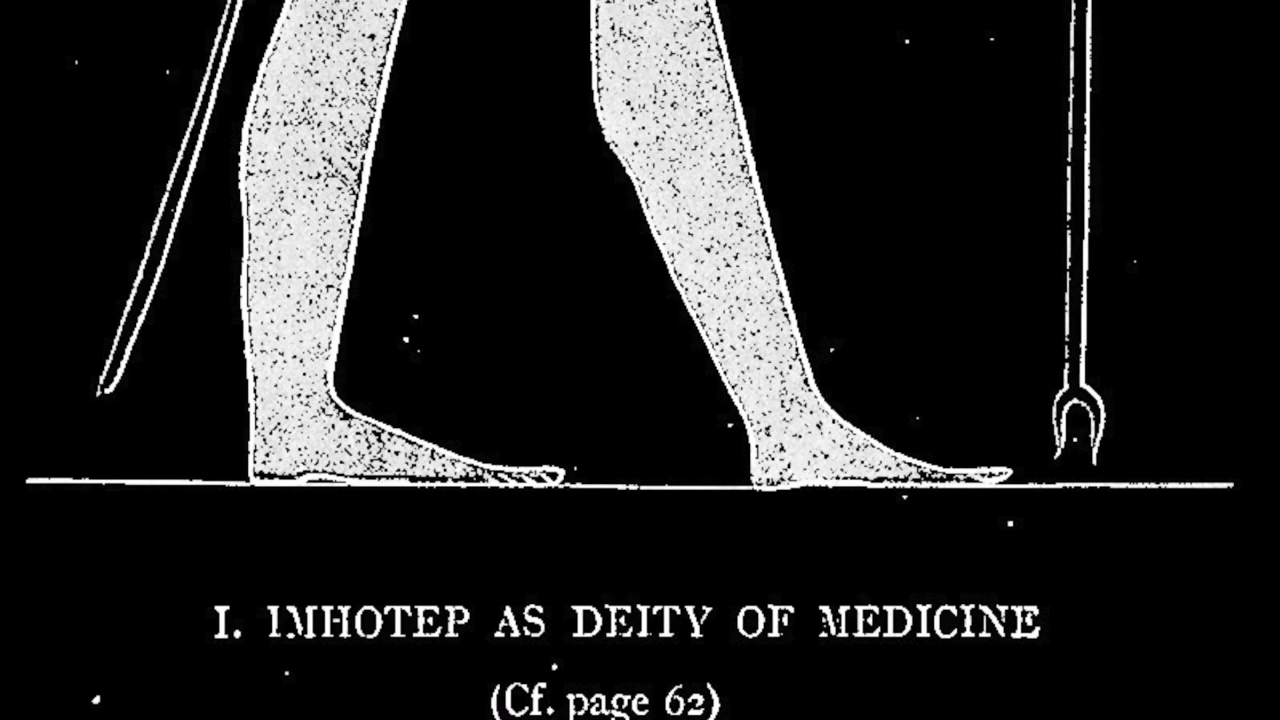 I. IMHOTEP AS DEITY OF MEDICINE
(Cf. page 62)